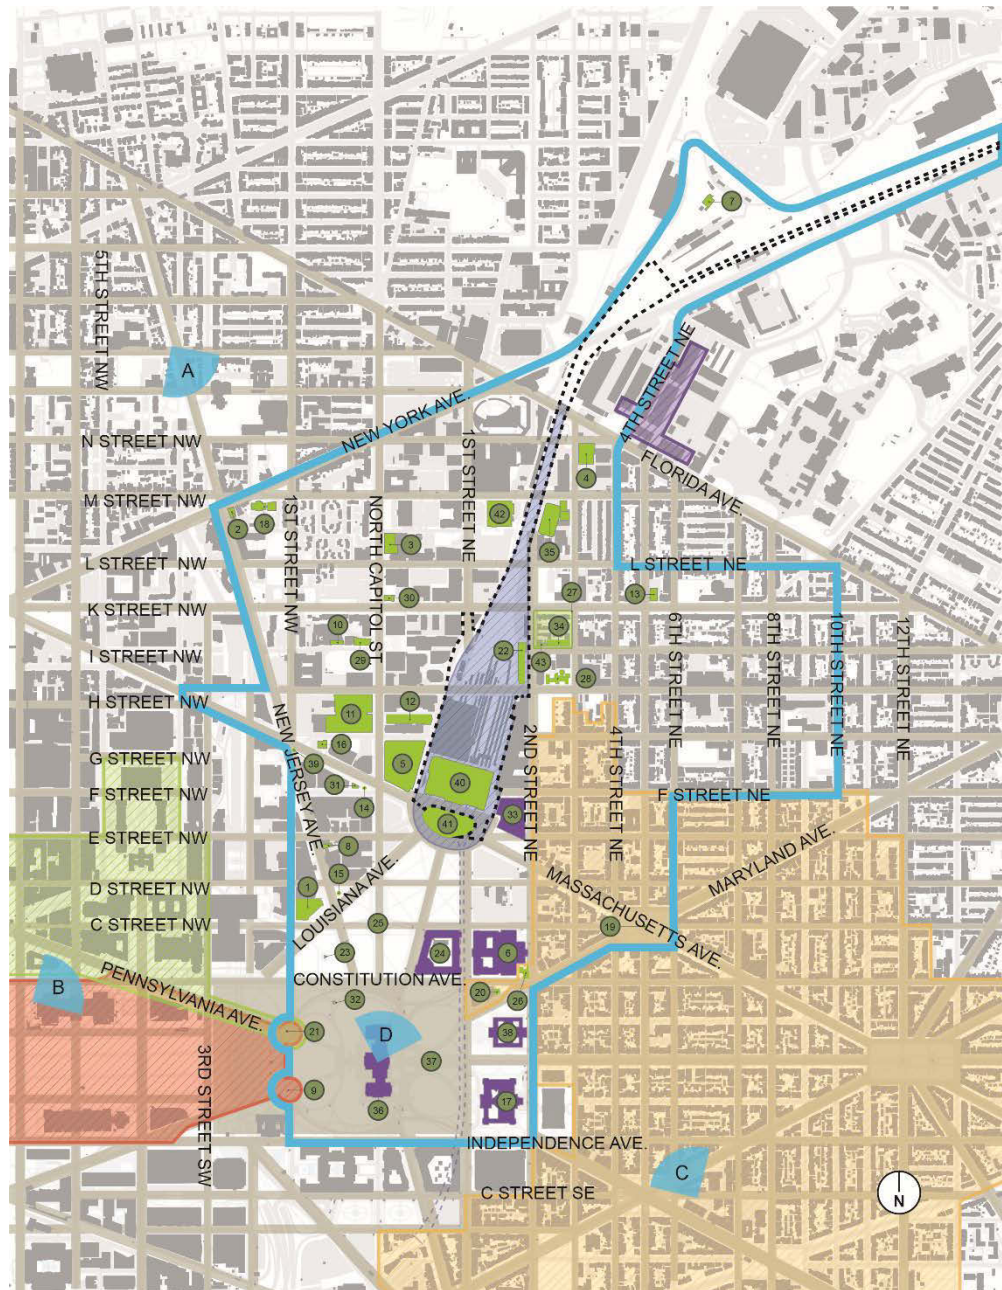 7
5TH STREET NW
A
4TH STREET NE
NEW YORK AVE.
N STREET NW
1ST STREET NE
FLORIDA AVE.
4
M STREET NW
1ST STREET NW
NORTH CAPITOL ST.
42
2
18
3
35
L STREET NW
L STREET NE
K STREET NW
30
27
13
10
34
I STREET NW
29
22
43
28
6TH STREET NE
8TH STREET NE
10TH STREET NE
12TH STREET NE
H STREET NW
NEW JERSEY AVE.
11
12
2ND STREET NE
4TH STREET NE
G STREET NW
16
39
5
40
31
14
F STREET NW
F STREET NE
33
41
E STREET NW
8
LOUISIANA AVE.
MASSACHUSETTS AVE.
MARYLAND AVE.
D STREET NW
1
15
C STREET NW
25
19
23
24
6
PENNSYLVANIA AVE.
CONSTITUTION AVE.
B
20
26
32
21
D
38
3RD STREET SW
37
9
36
17
INDEPENDENCE AVE.
C
C STREET SE
N